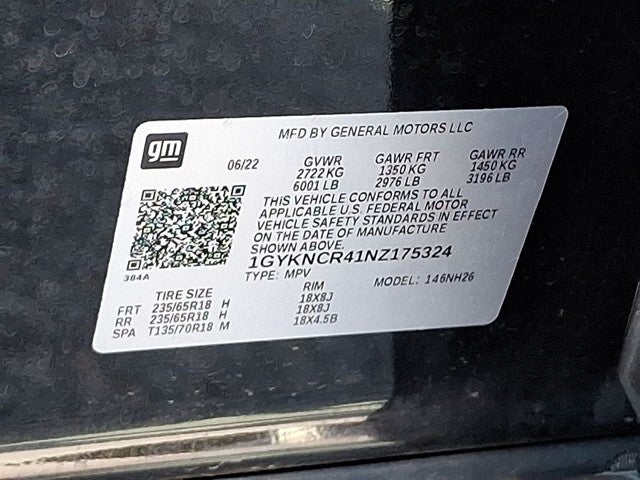 MFD BY GENERAL MOTORS LLC
gm
06/22 GVWR GAWR FRT GAWR RR
2722 KG 1350 KG 1450 KG
6001 LB 2976 LB 3196 LB
THIS VEHICLE CONFORMS TO ALL
APPLICABLE U.S. FEDERAL MOTOR
VEHICLE SAFETY STANDARDS IN EFFECT
ON THE DATE OF MANUFACTURE
SHOWN ABOVE.
384A
1GYKNCR41NZ175324
TYPE: MPV MODEL: 146NH26
TIRE SIZE RIM
FRT 235/65R18 H 18X8J
RR 235/65R18 H 18X8J
SPA T135/70R18 M 18X4.5B